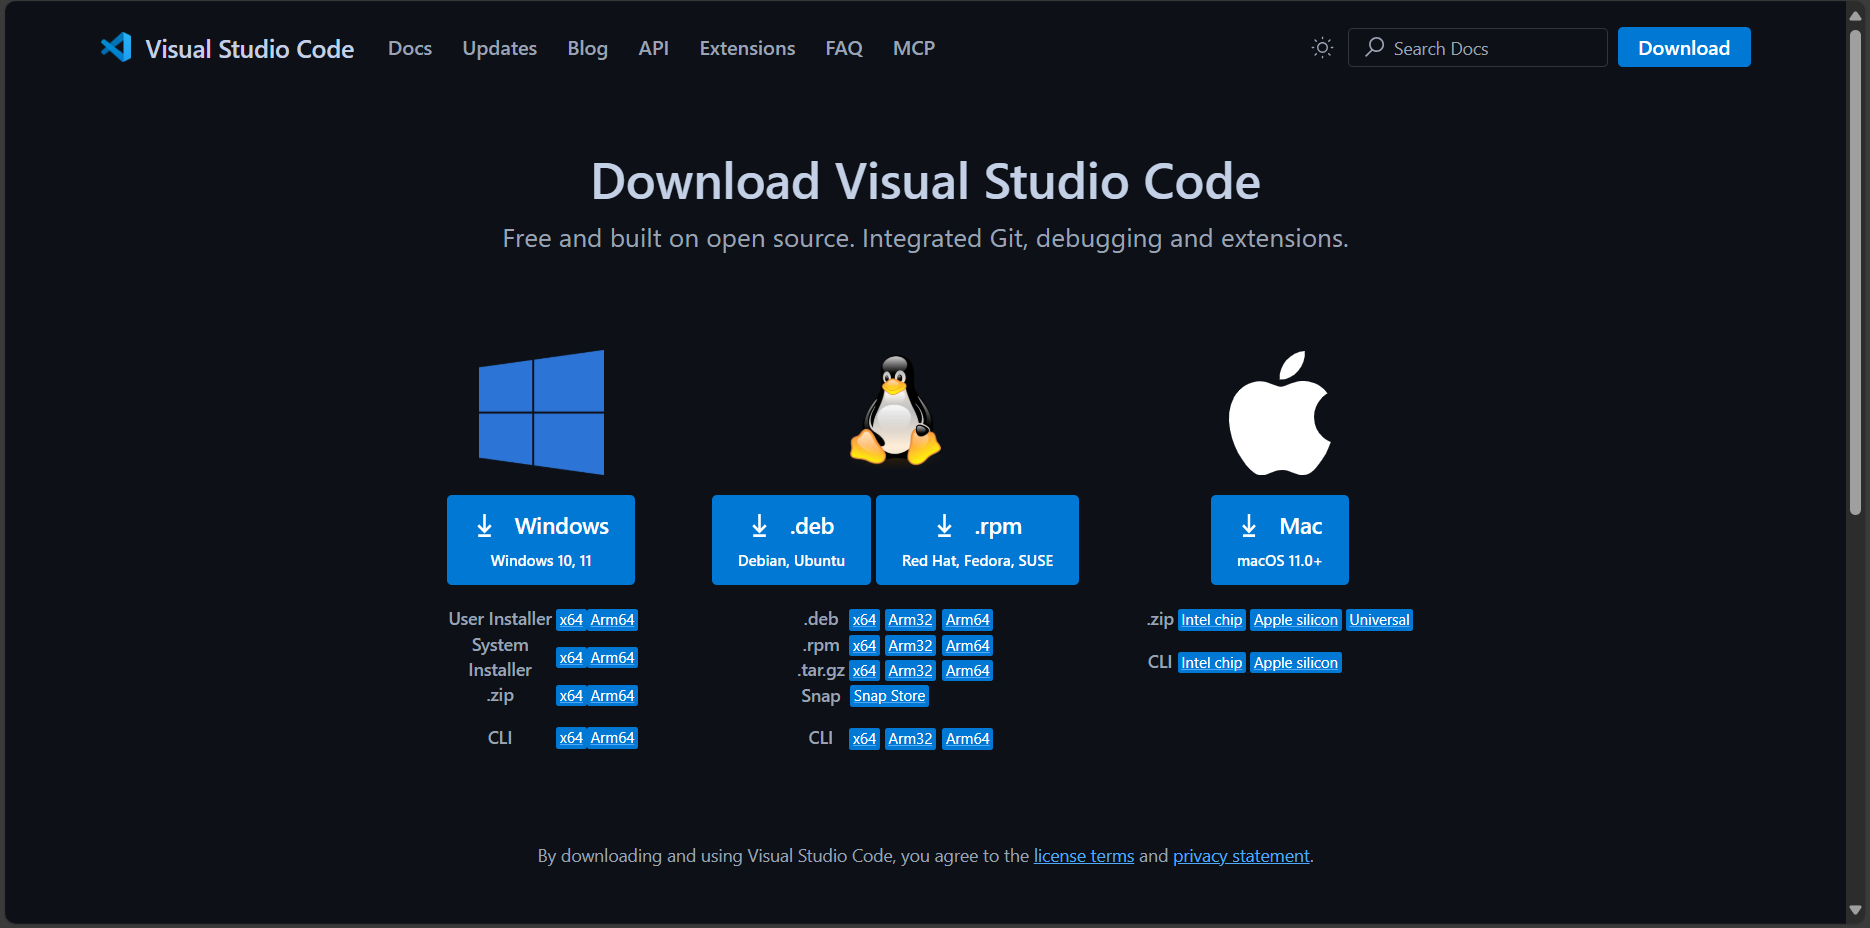 Visual Studio Code Docs Updates Blog API Extensions FAQ MCP Search Docs Download
Download Visual Studio Code
Free and built on open source. Integrated Git, debugging and extensions.
Windows
Windows 10, 11
User Installer x64 Arm64
System Installer x64 Arm64
.zip x64 Arm64
CLI x64 Arm64
.deb
Debian, Ubuntu
.rpm
Red Hat, Fedora, SUSE
.deb x64 Arm32 Arm64
.rpm x64 Arm32 Arm64
.tar.gz x64 Arm32 Arm64
Snap Snap Store
CLI x64 Arm32 Arm64
Mac
macOS 11.0+
.zip Intel chip Apple silicon Universal
CLI Intel chip Apple silicon
By downloading and using Visual Studio Code, you agree to the license terms and privacy statement.